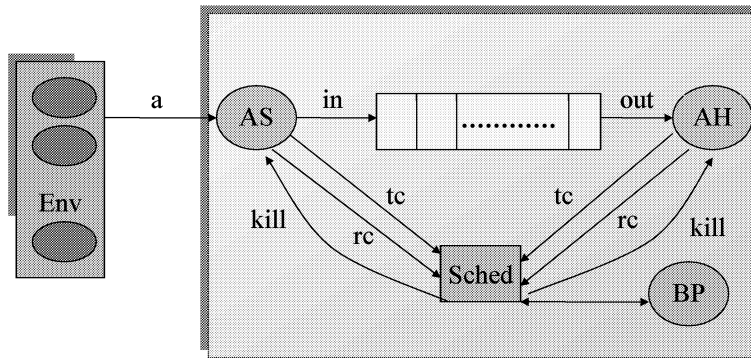 a
in
out
AS
............
AH
Env
tc
tc
kill
rc
rc
kill
Sched
BP